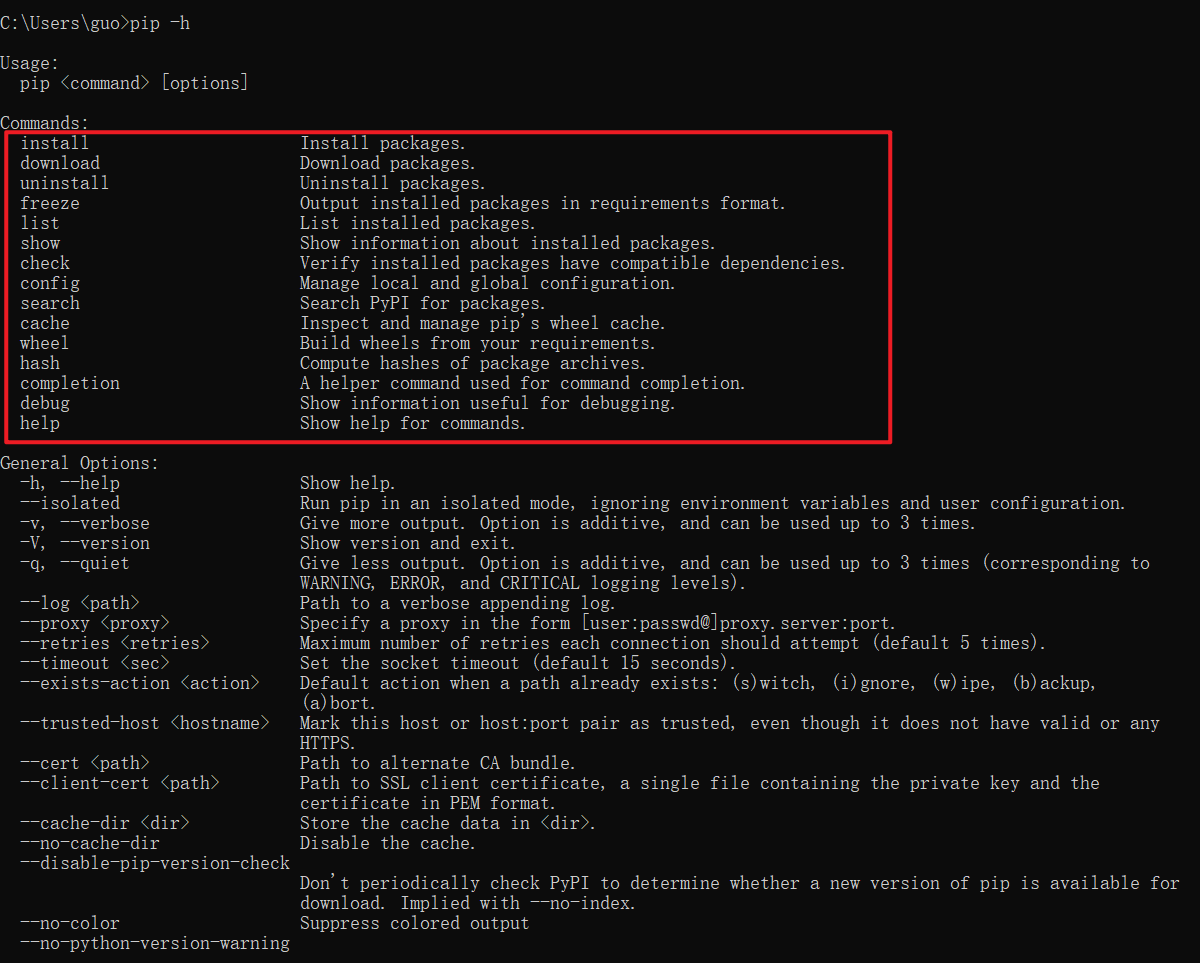 C:\Users\guo>pip -h
Usage:
pip <command> [options]
Commands:
install Install packages.
download Download packages.
uninstall Uninstall packages.
freeze Output installed packages in requirements format.
list List installed packages.
show Show information about installed packages.
check Verify installed packages have compatible dependencies.
config Manage local and global configuration.
search Search PyPI for packages.
cache Inspect and manage pip's wheel cache.
wheel Build wheels from your requirements.
hash Compute hashes of package archives.
completion A helper command used for command completion.
debug Show information useful for debugging.
help Show help for commands.
General Options:
-h, --help Show help.
--isolated Run pip in an isolated mode, ignoring environment variables and user configuration.
-v, --verbose Give more output. Option is additive, and can be used up to 3 times.
-V, --version Show version and exit.
-q, --quiet Give less output. Option is additive, and can be used up to 3 times (corresponding to
WARNING, ERROR, and CRITICAL logging levels).
--log <path> Path to a verbose appending log.
--proxy <proxy> Specify a proxy in the form [user:passwd@]proxy.server:port.
--retries <retries> Maximum number of retries each connection should attempt (default 5 times).
--timeout <sec> Set the socket timeout (default 15 seconds).
--exists-action <action> Default action when a path already exists: (s)witch, (i)gnore, (w)ipe, (b)ackup,
(a)bort.
--trusted-host <hostname> Mark this host or host:port pair as trusted, even though it does not have valid or any
HTTPS.
--cert <path> Path to alternate CA bundle.
--client-cert <path> Path to SSL client certificate, a single file containing the private key and the
certificate in PEM format.
--cache-dir <dir> Store the cache data in <dir>.
--no-cache-dir Disable the cache.
--disable-pip-version-check
Don't periodically check PyPI to determine whether a new version of pip is available for
download. Implied with --no-index.
--no-color Suppress colored output
--no-python-version-warning